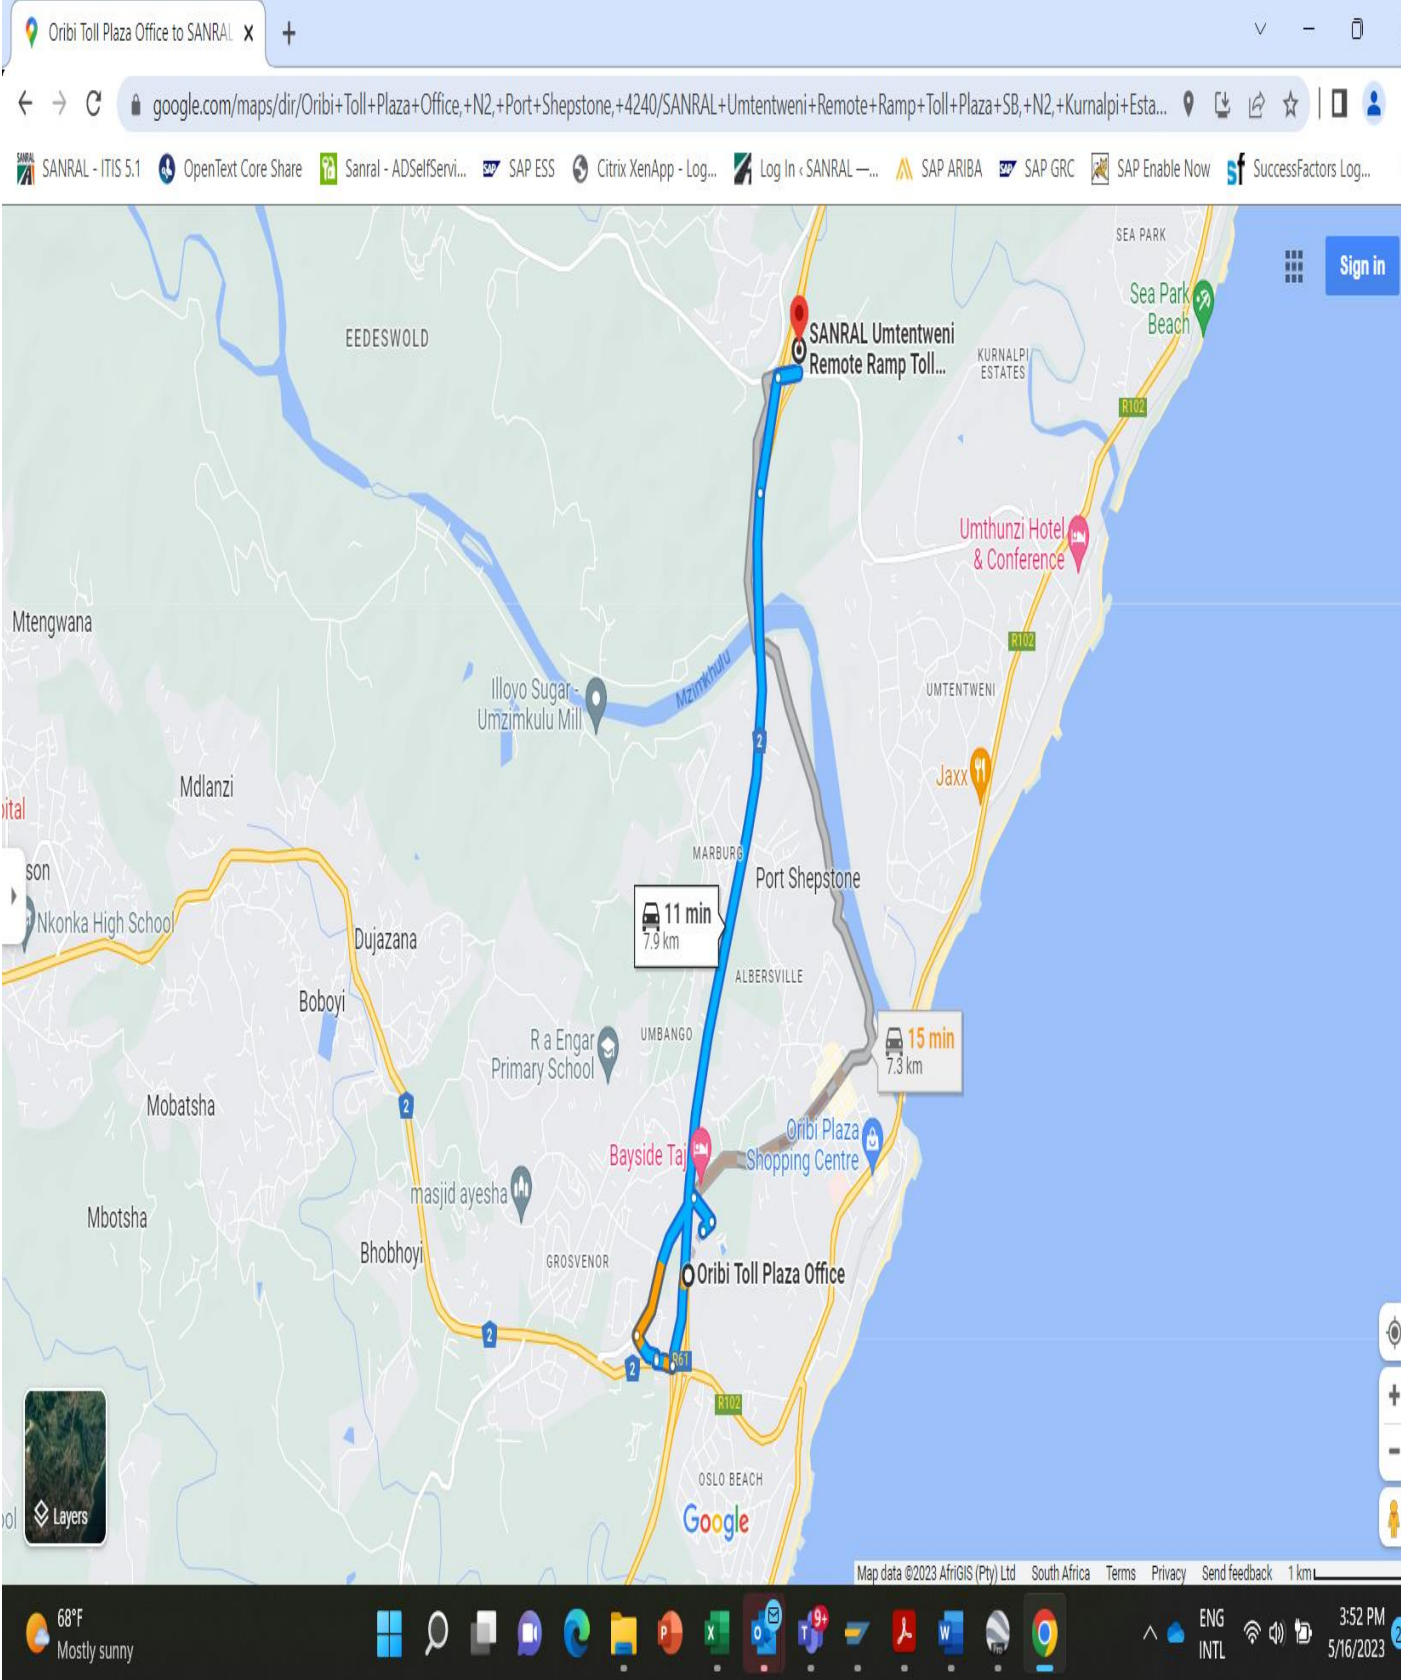 Oribi Toll Plaza Office to SANRAL
google.com/maps/dir/Oribi+Toll+Plaza+Office,+N2,+Port+Shepstone,+4240/SANRAL+Umtentweni+Remote+Ramp+Toll+Plaza+SB,+N2,+Kurnalpi+Esta...
SANRAL - ITIS 5.1 OpenText Core Share Sanral - ADSelfServi... SAP ESS Citrix XenApp - Log... Log In ‹ SANRAL —... SAP ARIBA SAP GRC SAP Enable Now SuccessFactors Log...
SEA PARK
Sign in
Sea Park
Beach
EEDESWOLD
SANRAL Umtentweni
Remote Ramp Toll...
KURNALPI
ESTATES
R102
Umthunzi Hotel
& Conference
Mtengwana
R102
Mzimkhulu
Illovo Sugar -
Umzimkulu Mill
UMTENTWENI
2
Jaxx
Mdlanzi
pital
MARBURG
son
Port Shepstone
11 min
7.9 km
Nkonka High School
Dujazana
ALBERSVILLE
Boboyi
R a Engar
Primary School
UMBANGO
15 min
7.3 km
Mobatsha
2
Oribi Plaza
Shopping Centre
Bayside Taj
masjid ayesha
Mbotsha
Bhobhoyi
GROSVENOR
Oribi Toll Plaza Office
2
2
R61
R102
OSLO BEACH
ool
Layers
Google
Map data ©2023 AfriGIS (Pty) Ltd South Africa Terms Privacy Send feedback 1 km
68°F
Mostly sunny
9+
ENG
INTL
3:52 PM
5/16/2023
2